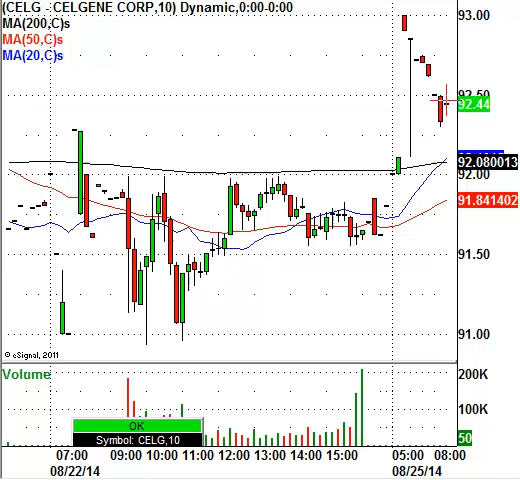 (CELG - CELGENE CORP,10) Dynamic,0:00-0:00
MA(200,C)s
MA(50,C)s
MA(20,C)s
93.00
92.50
92.44
92.080013
92.00
91.841402
91.50
91.00
© eSignal, 2011
Volume
200K
100K
50
OK
Symbol: CELG,10
07:00 09:00 10:00 11:00 12:00 13:00 14:00 15:00 05:00 08:00
08/22/14 08/25/14